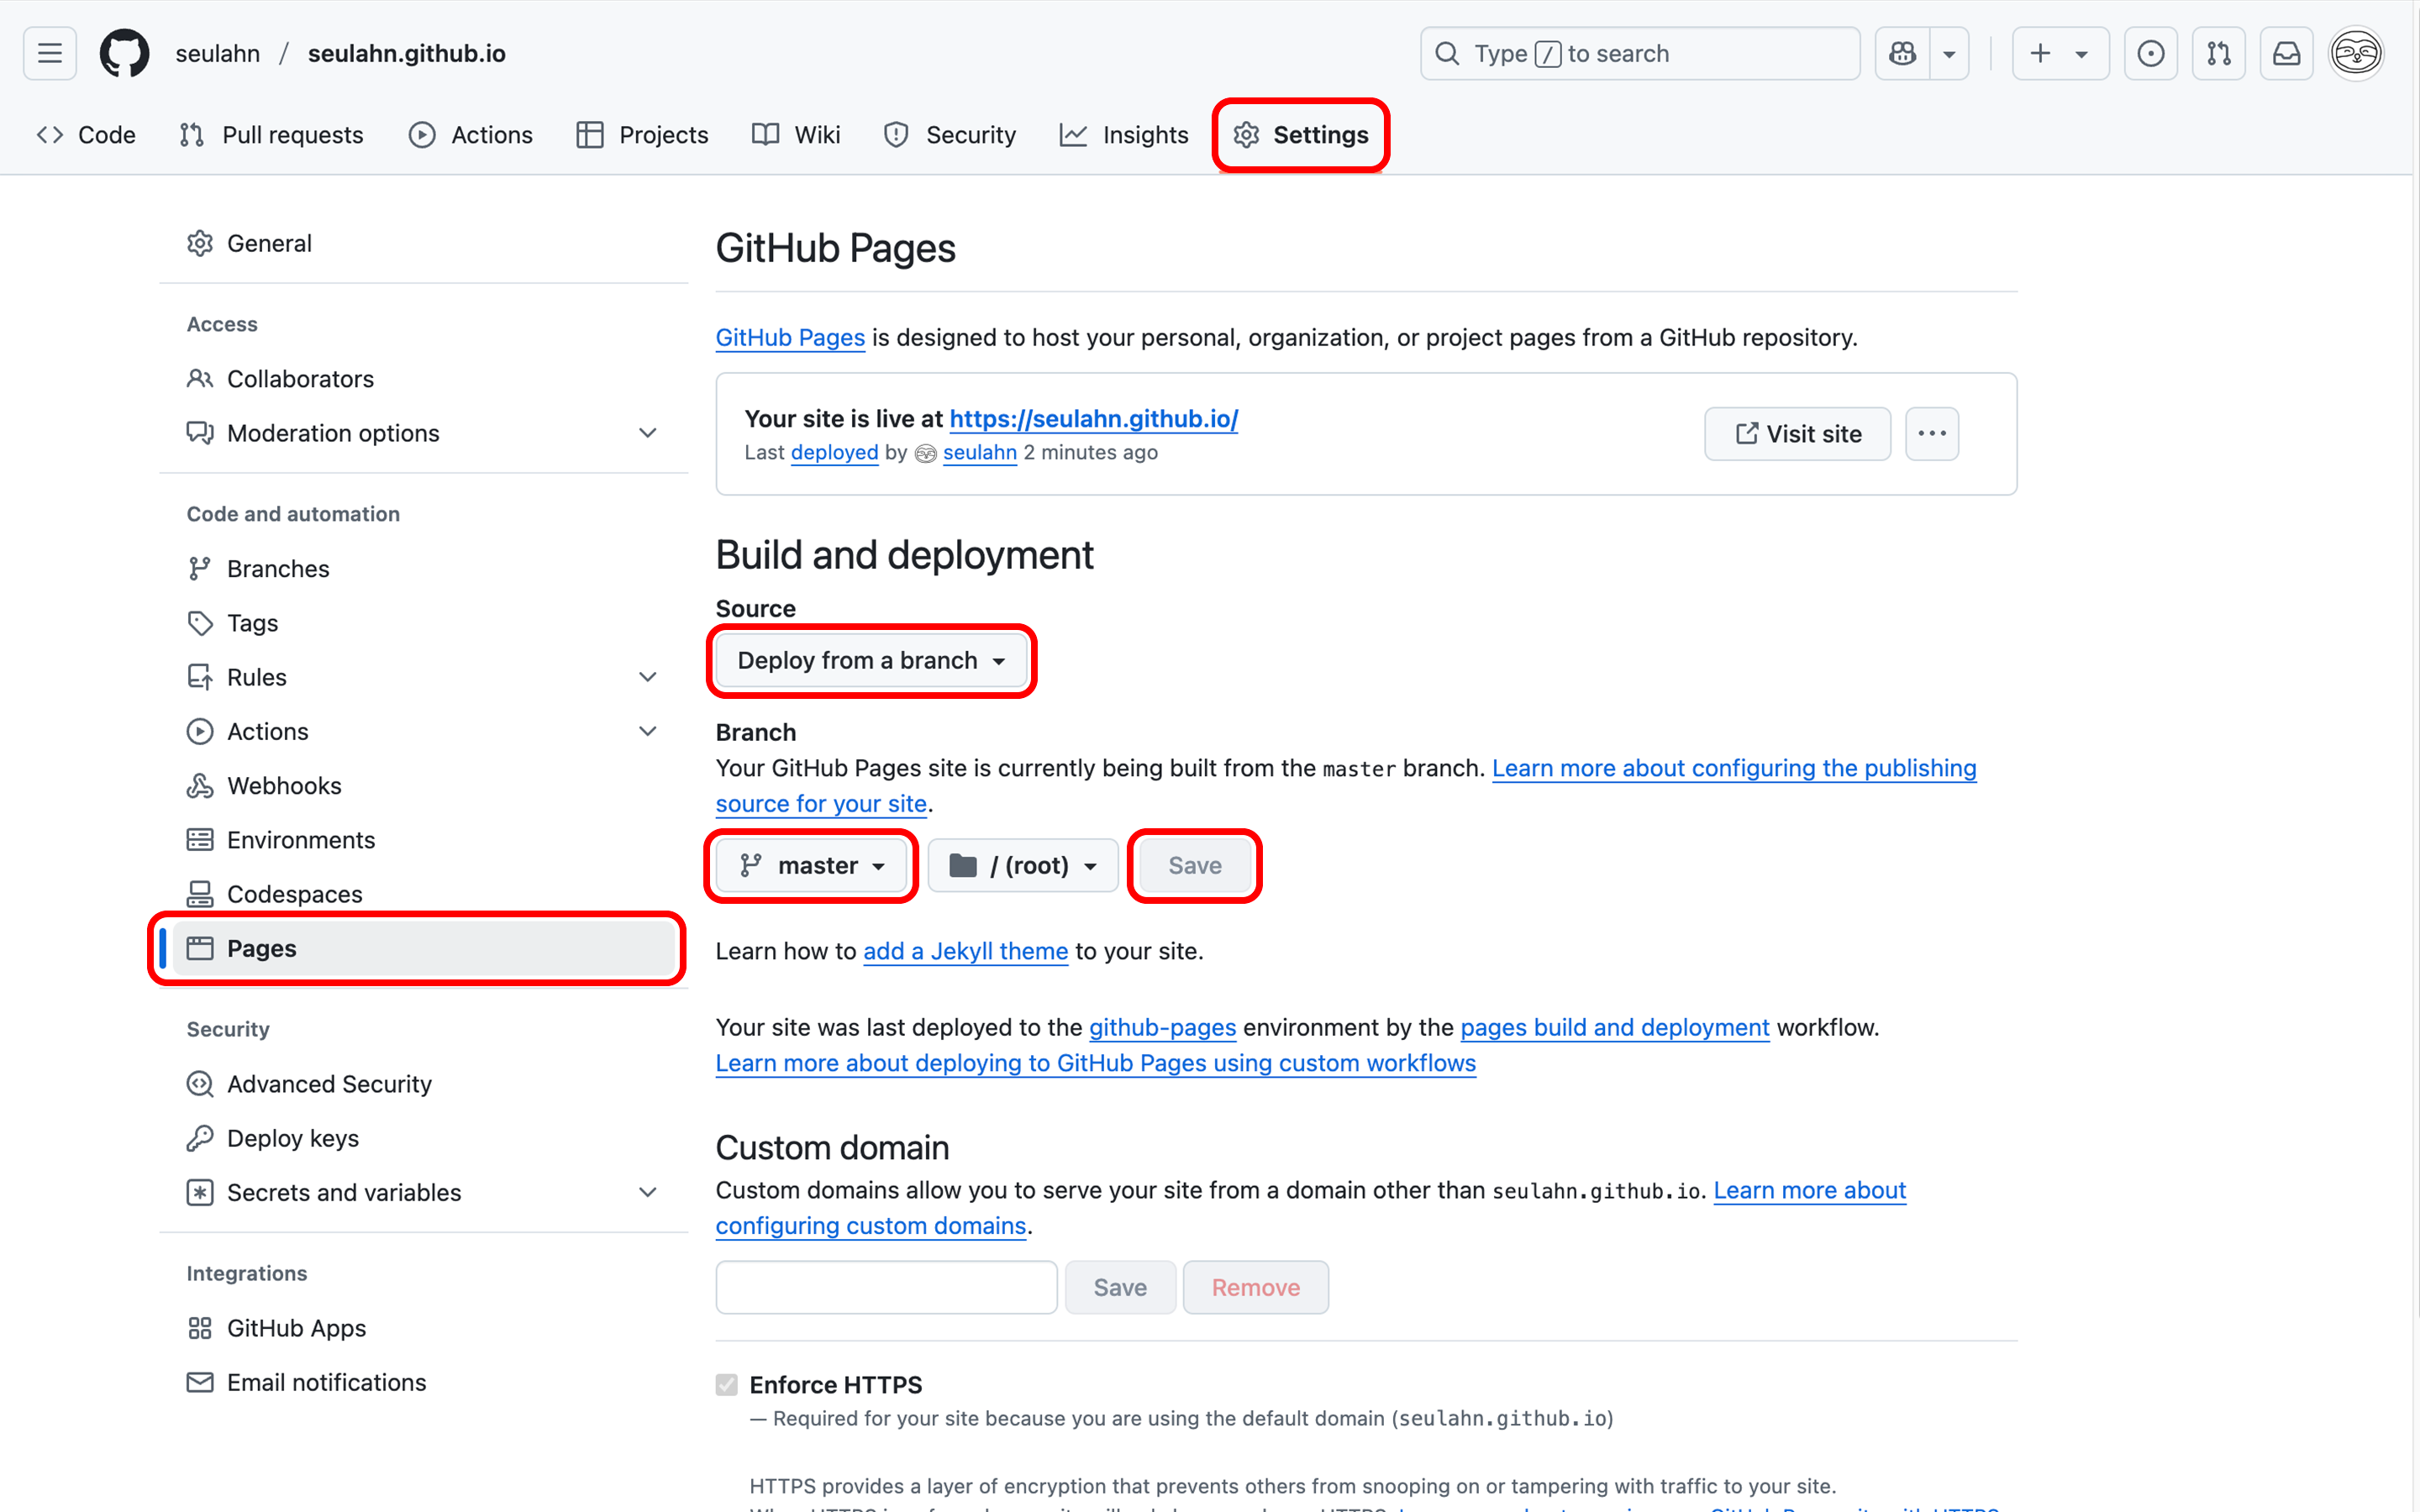 seulahn / seulahn.github.io
Type / to search
Code Pull requests Actions Projects Wiki Security Insights Settings
General
Access
Collaborators
Moderation options
Code and automation
Branches
Tags
Rules
Actions
Webhooks
Environments
Codespaces
Pages
Security
Advanced Security
Deploy keys
Secrets and variables
Integrations
GitHub Apps
Email notifications
GitHub Pages
GitHub Pages is designed to host your personal, organization, or project pages from a GitHub repository.
Your site is live at https://seulahn.github.io/
Last deployed by seulahn 2 minutes ago
Visit site
Build and deployment
Source
Deploy from a branch
Branch
Your GitHub Pages site is currently being built from the master branch. Learn more about configuring the publishing
source for your site.
master / (root) Save
Learn how to add a Jekyll theme to your site.
Your site was last deployed to the github-pages environment by the pages build and deployment workflow.
Learn more about deploying to GitHub Pages using custom workflows
Custom domain
Custom domains allow you to serve your site from a domain other than seulahn.github.io. Learn more about
configuring custom domains.
Save Remove
Enforce HTTPS
— Required for your site because you are using the default domain (seulahn.github.io)
HTTPS provides a layer of encryption that prevents others from snooping on or tampering with traffic to your site.